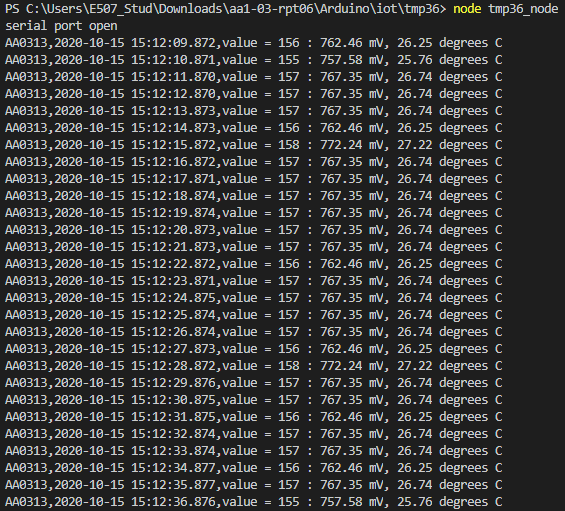 PS C:\Users\E507_Stud\Downloads\aa1-03-rpt06\Arduino\iot\tmp36> node tmp36_node
serial port open
AA0313,2020-10-15 15:12:09.872,value = 156 : 762.46 mV, 26.25 degrees C
AA0313,2020-10-15 15:12:10.871,value = 155 : 757.58 mV, 25.76 degrees C
AA0313,2020-10-15 15:12:11.870,value = 157 : 767.35 mV, 26.74 degrees C
AA0313,2020-10-15 15:12:12.870,value = 157 : 767.35 mV, 26.74 degrees C
AA0313,2020-10-15 15:12:13.873,value = 157 : 767.35 mV, 26.74 degrees C
AA0313,2020-10-15 15:12:14.873,value = 156 : 762.46 mV, 26.25 degrees C
AA0313,2020-10-15 15:12:15.872,value = 158 : 772.24 mV, 27.22 degrees C
AA0313,2020-10-15 15:12:16.872,value = 157 : 767.35 mV, 26.74 degrees C
AA0313,2020-10-15 15:12:17.871,value = 157 : 767.35 mV, 26.74 degrees C
AA0313,2020-10-15 15:12:18.874,value = 157 : 767.35 mV, 26.74 degrees C
AA0313,2020-10-15 15:12:19.874,value = 157 : 767.35 mV, 26.74 degrees C
AA0313,2020-10-15 15:12:20.873,value = 157 : 767.35 mV, 26.74 degrees C
AA0313,2020-10-15 15:12:21.873,value = 157 : 767.35 mV, 26.74 degrees C
AA0313,2020-10-15 15:12:22.872,value = 156 : 762.46 mV, 26.25 degrees C
AA0313,2020-10-15 15:12:23.871,value = 157 : 767.35 mV, 26.74 degrees C
AA0313,2020-10-15 15:12:24.875,value = 157 : 767.35 mV, 26.74 degrees C
AA0313,2020-10-15 15:12:25.874,value = 157 : 767.35 mV, 26.74 degrees C
AA0313,2020-10-15 15:12:26.874,value = 157 : 767.35 mV, 26.74 degrees C
AA0313,2020-10-15 15:12:27.873,value = 156 : 762.46 mV, 26.25 degrees C
AA0313,2020-10-15 15:12:28.872,value = 158 : 772.24 mV, 27.22 degrees C
AA0313,2020-10-15 15:12:29.876,value = 157 : 767.35 mV, 26.74 degrees C
AA0313,2020-10-15 15:12:30.875,value = 157 : 767.35 mV, 26.74 degrees C
AA0313,2020-10-15 15:12:31.875,value = 156 : 762.46 mV, 26.25 degrees C
AA0313,2020-10-15 15:12:32.874,value = 157 : 767.35 mV, 26.74 degrees C
AA0313,2020-10-15 15:12:33.874,value = 157 : 767.35 mV, 26.74 degrees C
AA0313,2020-10-15 15:12:34.877,value = 156 : 762.46 mV, 26.25 degrees C
AA0313,2020-10-15 15:12:35.877,value = 157 : 767.35 mV, 26.74 degrees C
AA0313,2020-10-15 15:12:36.876,value = 155 : 757.58 mV, 25.76 degrees C